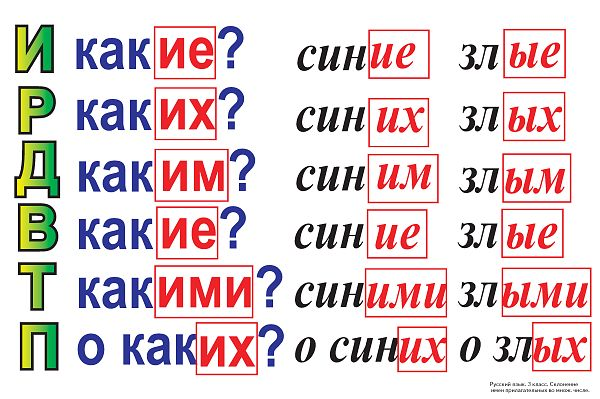 И какие? синие злые
Р каких? синих злых
Д каким? синим злым
В какие? синие злые
Т какими? синими злыми
П о каких? о синих о злых
Русский язык. 3 класс. Склонение
имен прилагательных во множ. числе.